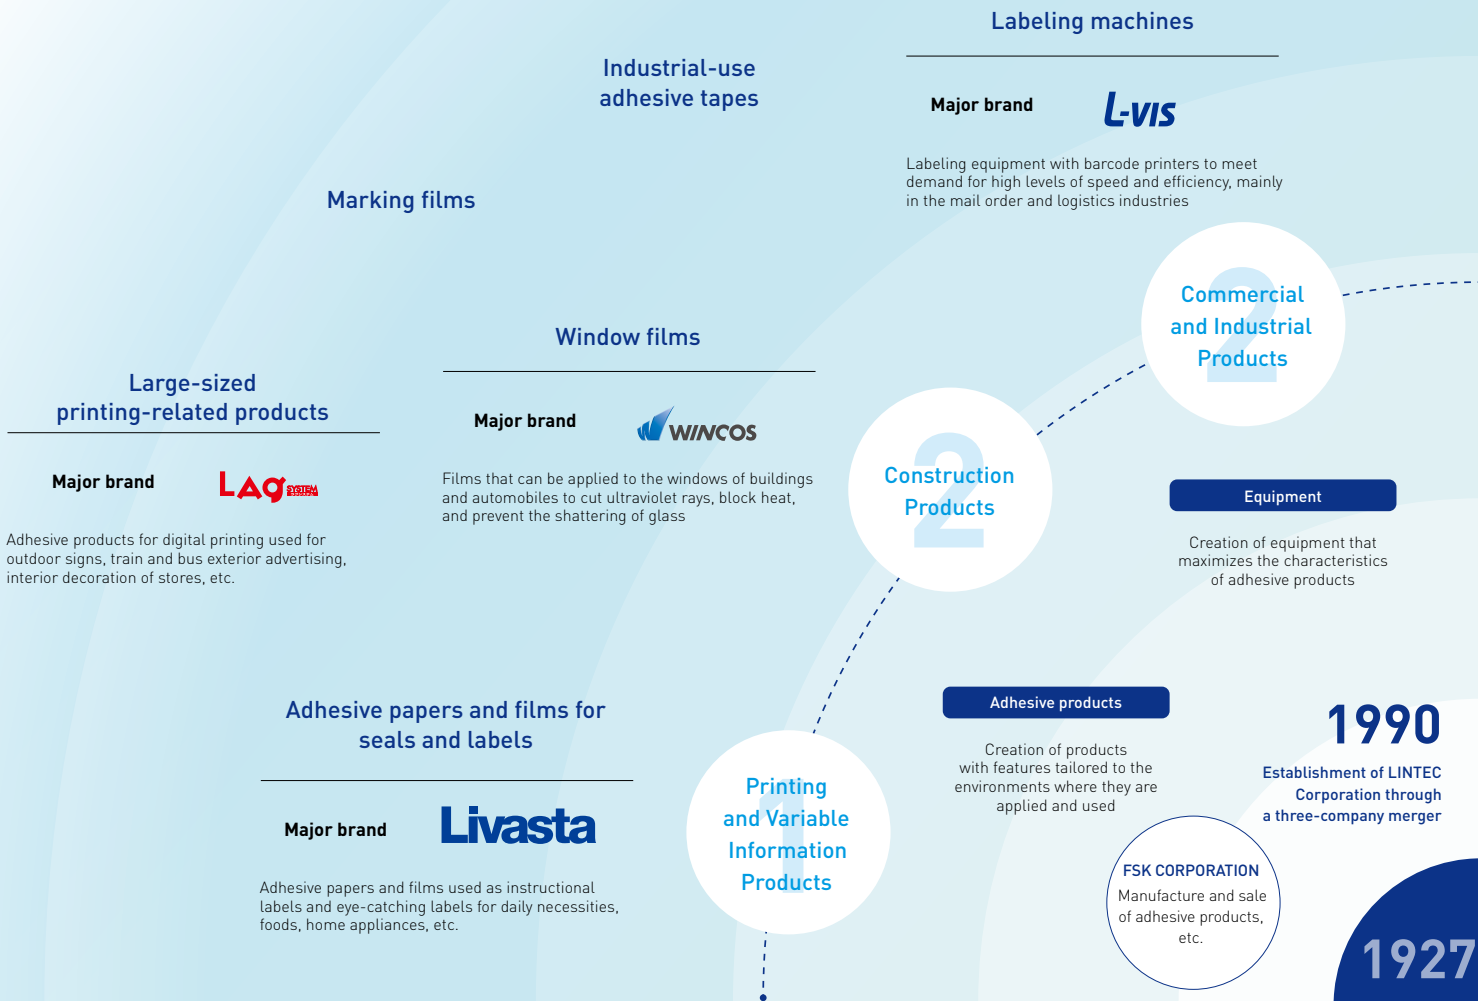 Labeling machines
Major brand
L-vis
Labeling equipment with barcode printers to meet
demand for high levels of speed and efficiency, mainly
in the mail order and logistics industries
Industrial-use
adhesive tapes
Marking films
Window films
Major brand
WINCOS
Films that can be applied to the windows of buildings
and automobiles to cut ultraviolet rays, block heat,
and prevent the shattering of glass
Large-sized
printing-related products
Major brand
LAG SYSTEM
Adhesive products for digital printing used for
outdoor signs, train and bus exterior advertising,
interior decoration of stores, etc.
Adhesive papers and films for
seals and labels
Major brand
Livasta
Adhesive papers and films used as instructional
labels and eye-catching labels for daily necessities,
foods, home appliances, etc.
2
Commercial
and Industrial
Products
2
Construction
Products
1
Printing
and Variable
Information
Products
Equipment
Creation of equipment that
maximizes the characteristics
of adhesive products
Adhesive products
Creation of products
with features tailored to the
environments where they are
applied and used
1990
Establishment of LINTEC
Corporation through
a three-company merger
FSK CORPORATION
Manufacture and sale
of adhesive products,
etc.
1927